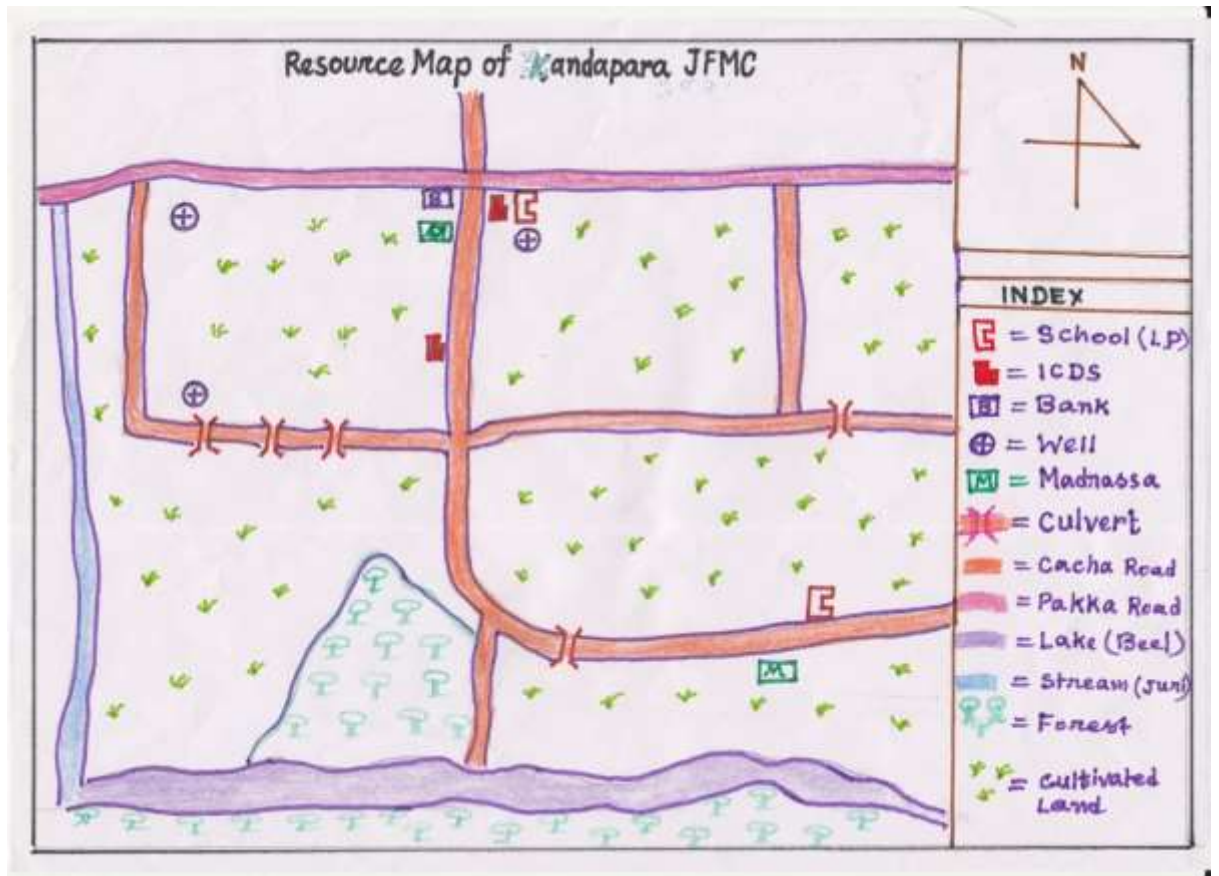 Resource Map of Kandapara JFMC
N
B
M
INDEX
= School (LP)
= ICDS
B = Bank
= Well
M = Madrassa
= Culvert
= Cacha Road
= Pakka Road
= Lake (Beel)
= Stream (Juri)
= Forest
= Cultivated
Land